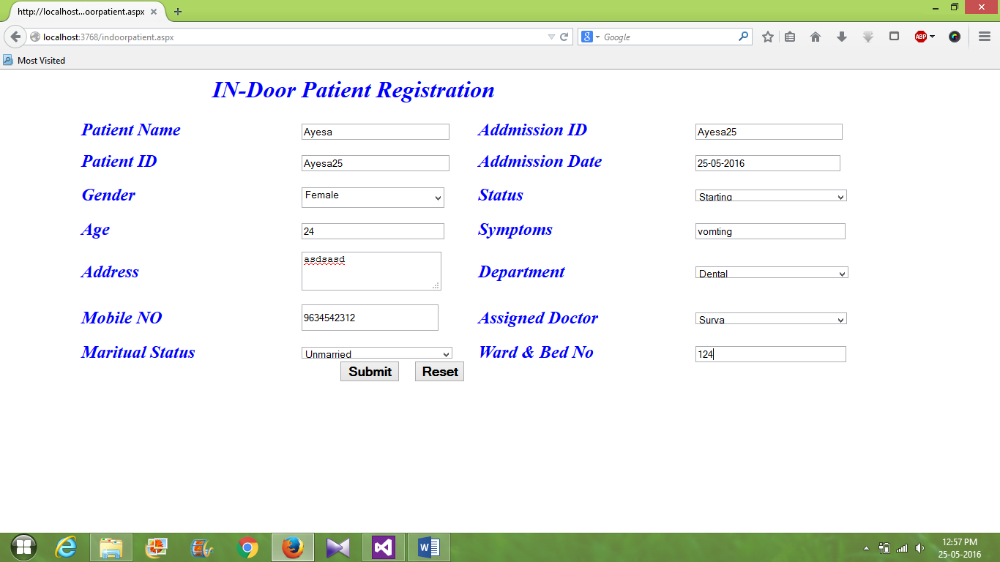 http://localhost...oorpatient.aspx
localhost:3768/indoorpatient.aspx
Google
ABP
Most Visited
IN-Door Patient Registration
Patient Name Ayesa Addmission ID Ayesa25
Patient ID Ayesa25 Addmission Date 25-05-2016
Gender Female Status Starting
Age 24 Symptoms vomting
Address asdsasd Department Dental
Mobile NO 9634542312 Assigned Doctor Surya
Maritual Status Unmarried Ward & Bed No 124
Submit Reset
12:57 PM
25-05-2016